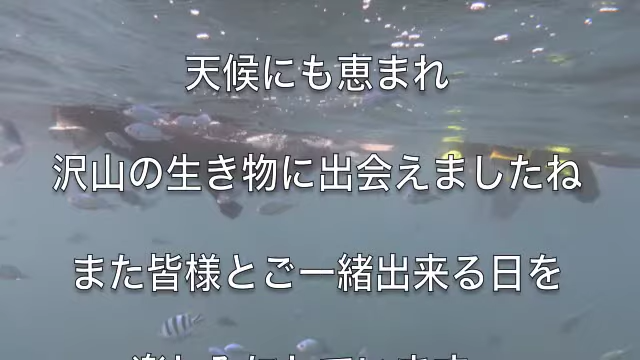 天候にも恵まれ
沢山の生き物に出会えましたね
また皆様とご一緒出来る日を